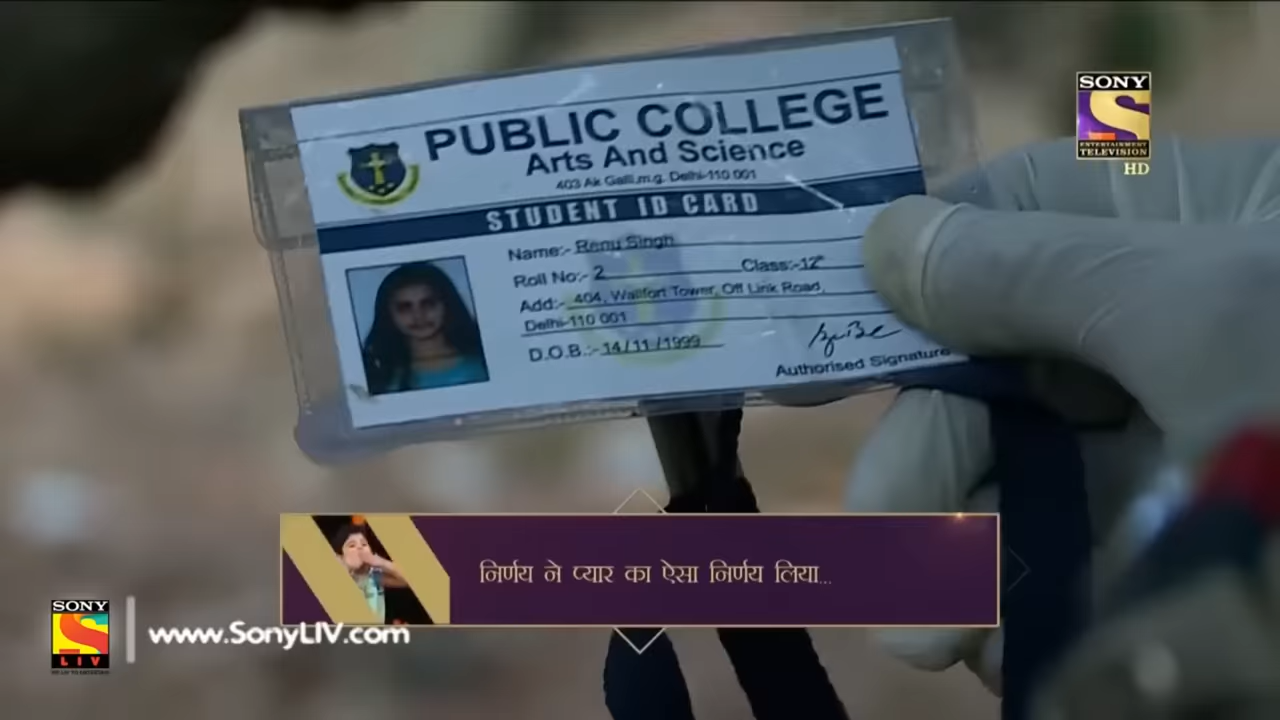 SONY
ENTERTAINMENT
TELEVISION
HD
PUBLIC COLLEGE
Arts And Science
403 Ak Galli,m.g. Delhi-110 001
STUDENT ID CARD
Name:- Renu Singh
Roll No:- 2 Class:-12ᵗʰ
Add:- 404, Wallfort Tower, Off Link Road,
Delhi-110 001
D.O.B.:- 14/11/1999
Authorised Signature
निर्णय ने प्यार का ऐसा निर्णय लिया...
SONY
LIV
www.SonyLIV.com